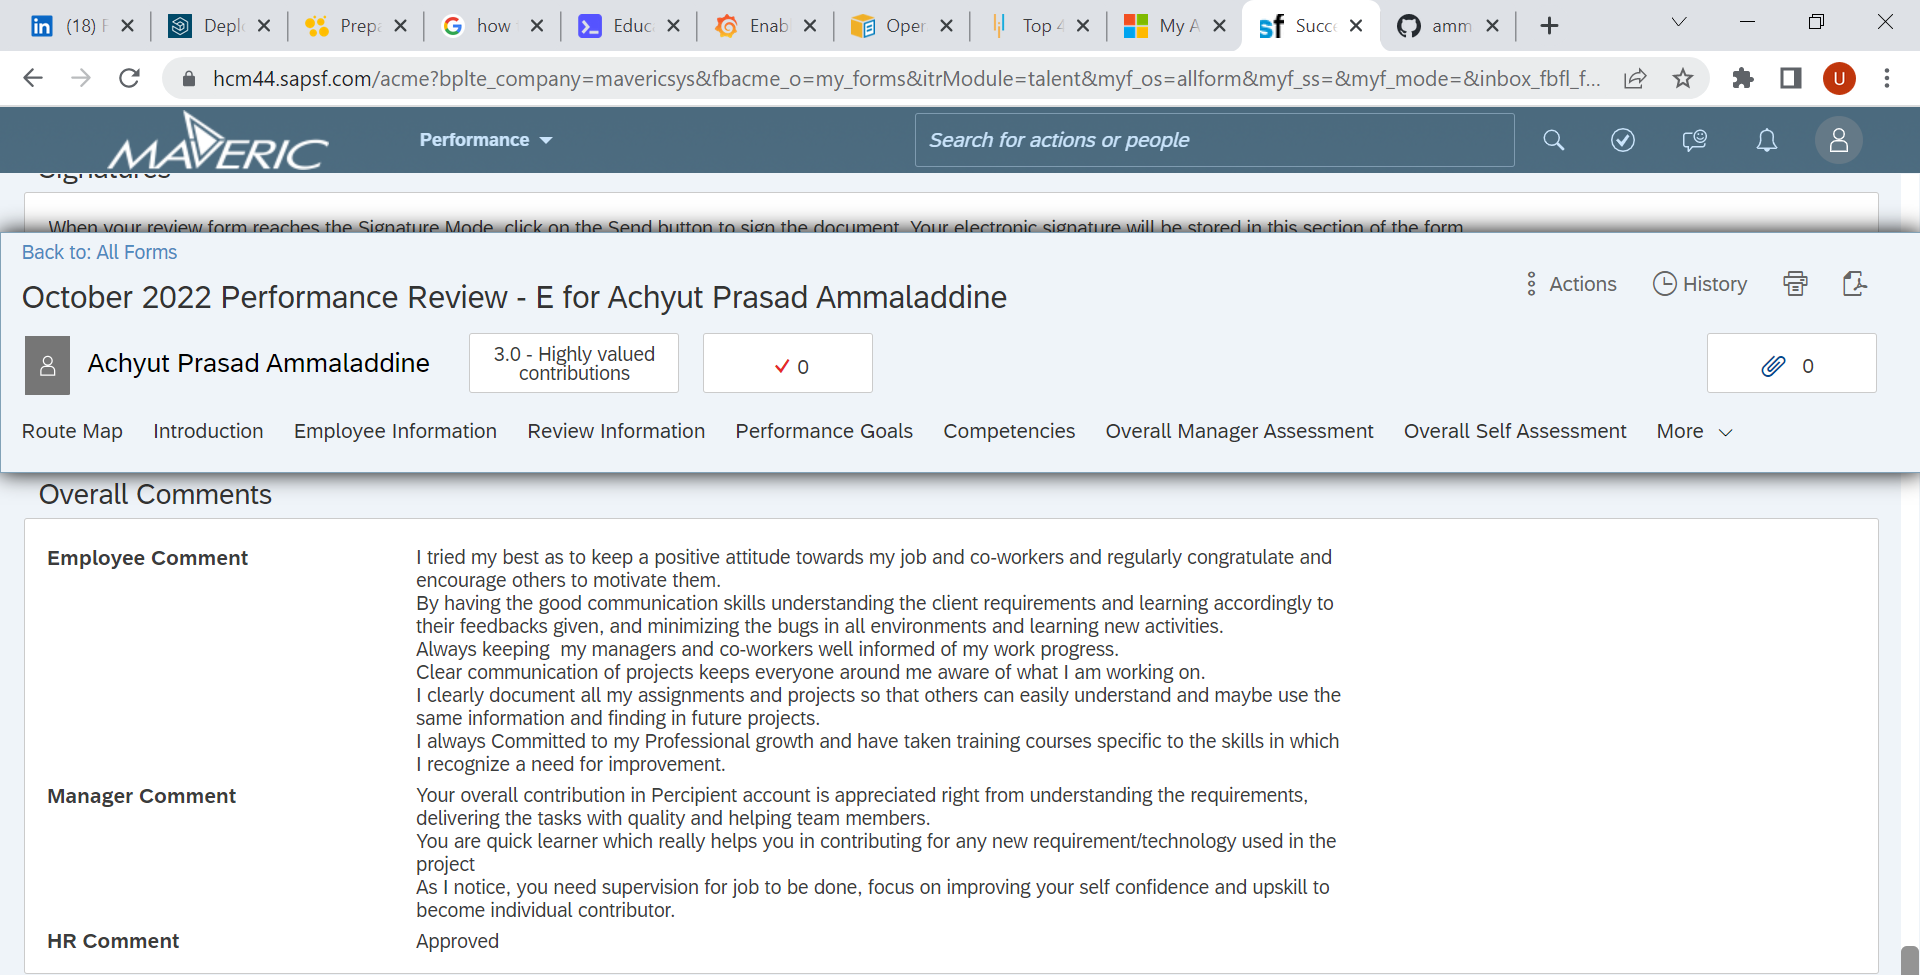 (18) F
Deplo
Prepa
how t
Educa
Enabl
Open
Top 4
My A
Succe
amm
hcm44.sapsf.com/acme?bplte_company=mavericsys&fbacme_o=my_forms&itrModule=talent&myf_os=allform&myf_ss=&myf_mode=&inbox_fbfl_f...
U
MAVERIC
Performance
Search for actions or people
Signatures
When your review form reaches the Signature Mode, click on the Send button to sign the document. Your electronic signature will be stored in this section of the form
Back to: All Forms
October 2022 Performance Review - E for Achyut Prasad Ammaladdine
Actions
History
Achyut Prasad Ammaladdine
3.0 - Highly valued
contributions
0
0
Route Map
Introduction
Employee Information
Review Information
Performance Goals
Competencies
Overall Manager Assessment
Overall Self Assessment
More
Overall Comments
Employee Comment
I tried my best as to keep a positive attitude towards my job and co-workers and regularly congratulate and
encourage others to motivate them.
By having the good communication skills understanding the client requirements and learning accordingly to
their feedbacks given, and minimizing the bugs in all environments and learning new activities.
Always keeping  my managers and co-workers well informed of my work progress.
Clear communication of projects keeps everyone around me aware of what I am working on.
I clearly document all my assignments and projects so that others can easily understand and maybe use the
same information and finding in future projects.
I always Committed to my Professional growth and have taken training courses specific to the skills in which
I recognize a need for improvement.
Manager Comment
Your overall contribution in Percipient account is appreciated right from understanding the requirements,
delivering the tasks with quality and helping team members.
You are quick learner which really helps you in contributing for any new requirement/technology used in the
project
As I notice, you need supervision for job to be done, focus on improving your self confidence and upskill to
become individual contributor.
HR Comment
Approved